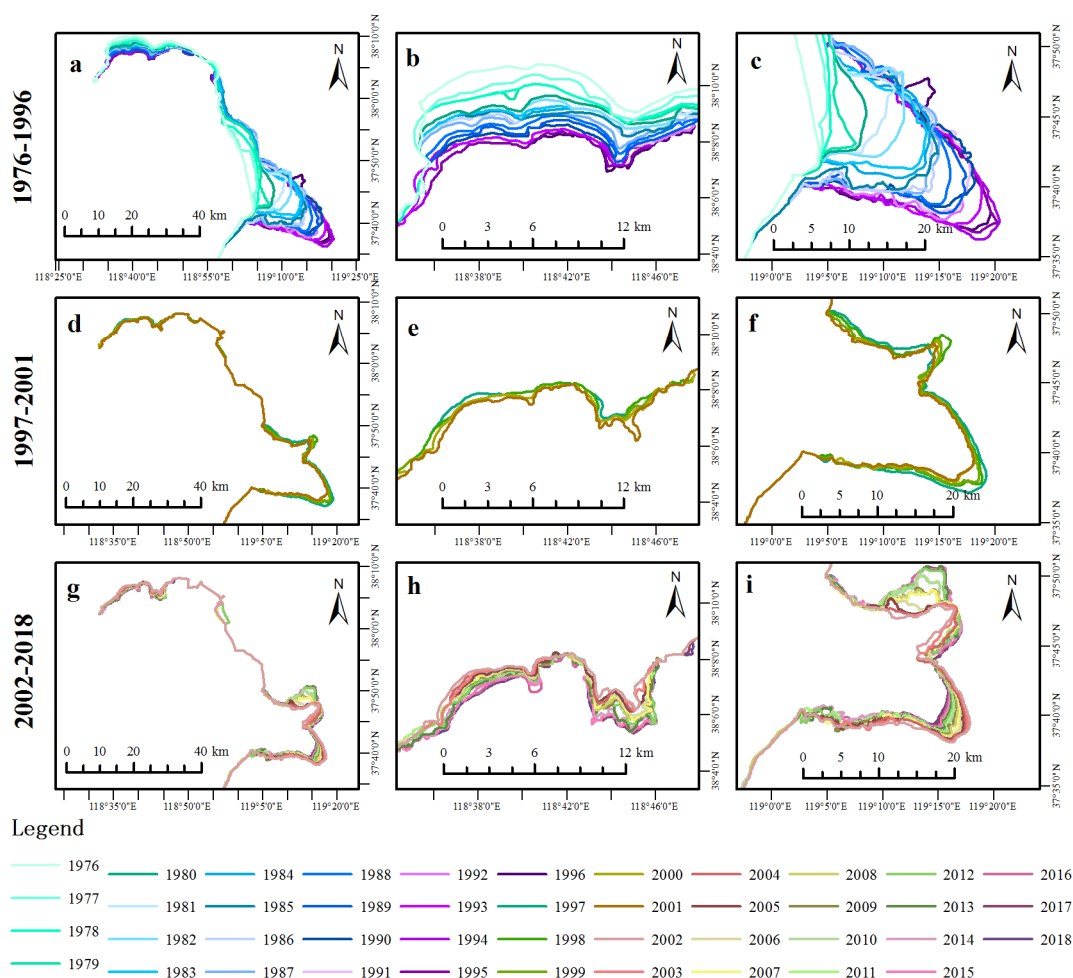 1976-1996
a
N
0 10 20 40 km
38°10'0"N
38°0'0"N
37°50'0"N
37°40'0"N
118°25'0"E 118°40'0"E 118°55'0"E 119°10'0"E 119°25'0"E
b
N
0 3 6 12 km
38°10'0"N
38°8'0"N
38°6'0"N
38°4'0"N
118°38'0"E 118°42'0"E 118°46'0"E
c
N
0 5 10 20 km
37°50'0"N
37°45'0"N
37°40'0"N
37°35'0"N
119°0'0"E 119°5'0"E 119°10'0"E 119°15'0"E 119°20'0"E
1997-2001
d
N
0 10 20 40 km
38°10'0"N
38°0'0"N
37°50'0"N
37°40'0"N
118°35'0"E 118°50'0"E 119°5'0"E 119°20'0"E
e
N
0 3 6 12 km
38°10'0"N
38°8'0"N
38°6'0"N
38°4'0"N
118°38'0"E 118°42'0"E 118°46'0"E
f
N
0 5 10 20 km
37°50'0"N
37°45'0"N
37°40'0"N
37°35'0"N
119°0'0"E 119°5'0"E 119°10'0"E 119°15'0"E 119°20'0"E
2002-2018
g
N
0 10 20 40 km
38°10'0"N
38°0'0"N
37°50'0"N
37°40'0"N
118°35'0"E 118°50'0"E 119°5'0"E 119°20'0"E
h
N
0 3 6 12 km
38°10'0"N
38°8'0"N
38°6'0"N
38°4'0"N
118°38'0"E 118°42'0"E 118°46'0"E
i
N
0 5 10 20 km
37°50'0"N
37°45'0"N
37°40'0"N
37°35'0"N
119°0'0"E 119°5'0"E 119°10'0"E 119°15'0"E 119°20'0"E
Legend
1976 1980 1984 1988 1992 1996 2000 2004 2008 2012 2016
1977 1981 1985 1989 1993 1997 2001 2005 2009 2013 2017
1978 1982 1986 1990 1994 1998 2002 2006 2010 2014 2018
1979 1983 1987 1991 1995 1999 2003 2007 2011 2015